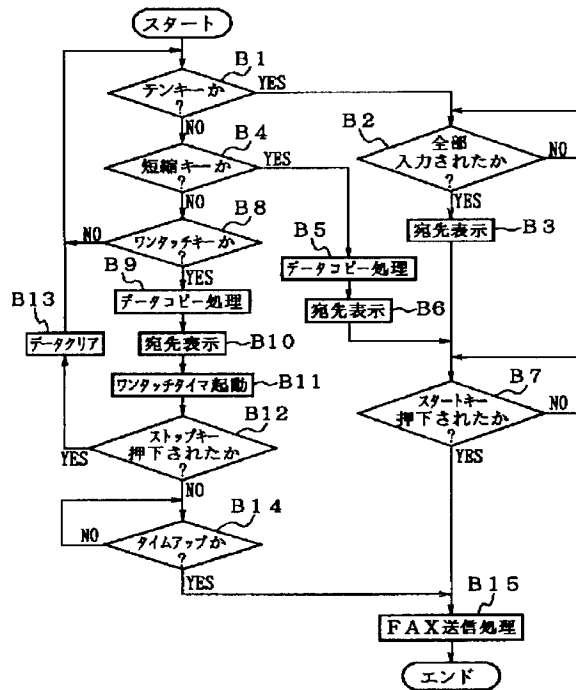 スタート
B1
テンキーか
?
YES
NO
B2
全部
入力されたか
?
NO
YES
B4
短縮キーか
?
YES
NO
B3
宛先表示
B8
ワンタッチキーか
?
NO
YES
B5
データコピー処理
B9
データコピー処理
B6
宛先表示
B13
データクリア
宛先表示
B10
B7
スタートキー
押下されたか
?
NO
YES
ワンタッチタイマ起動
B11
B12
ストップキー
押下されたか
?
YES
NO
B14
タイムアップか
?
NO
YES
B15
FAX送信処理
エンド